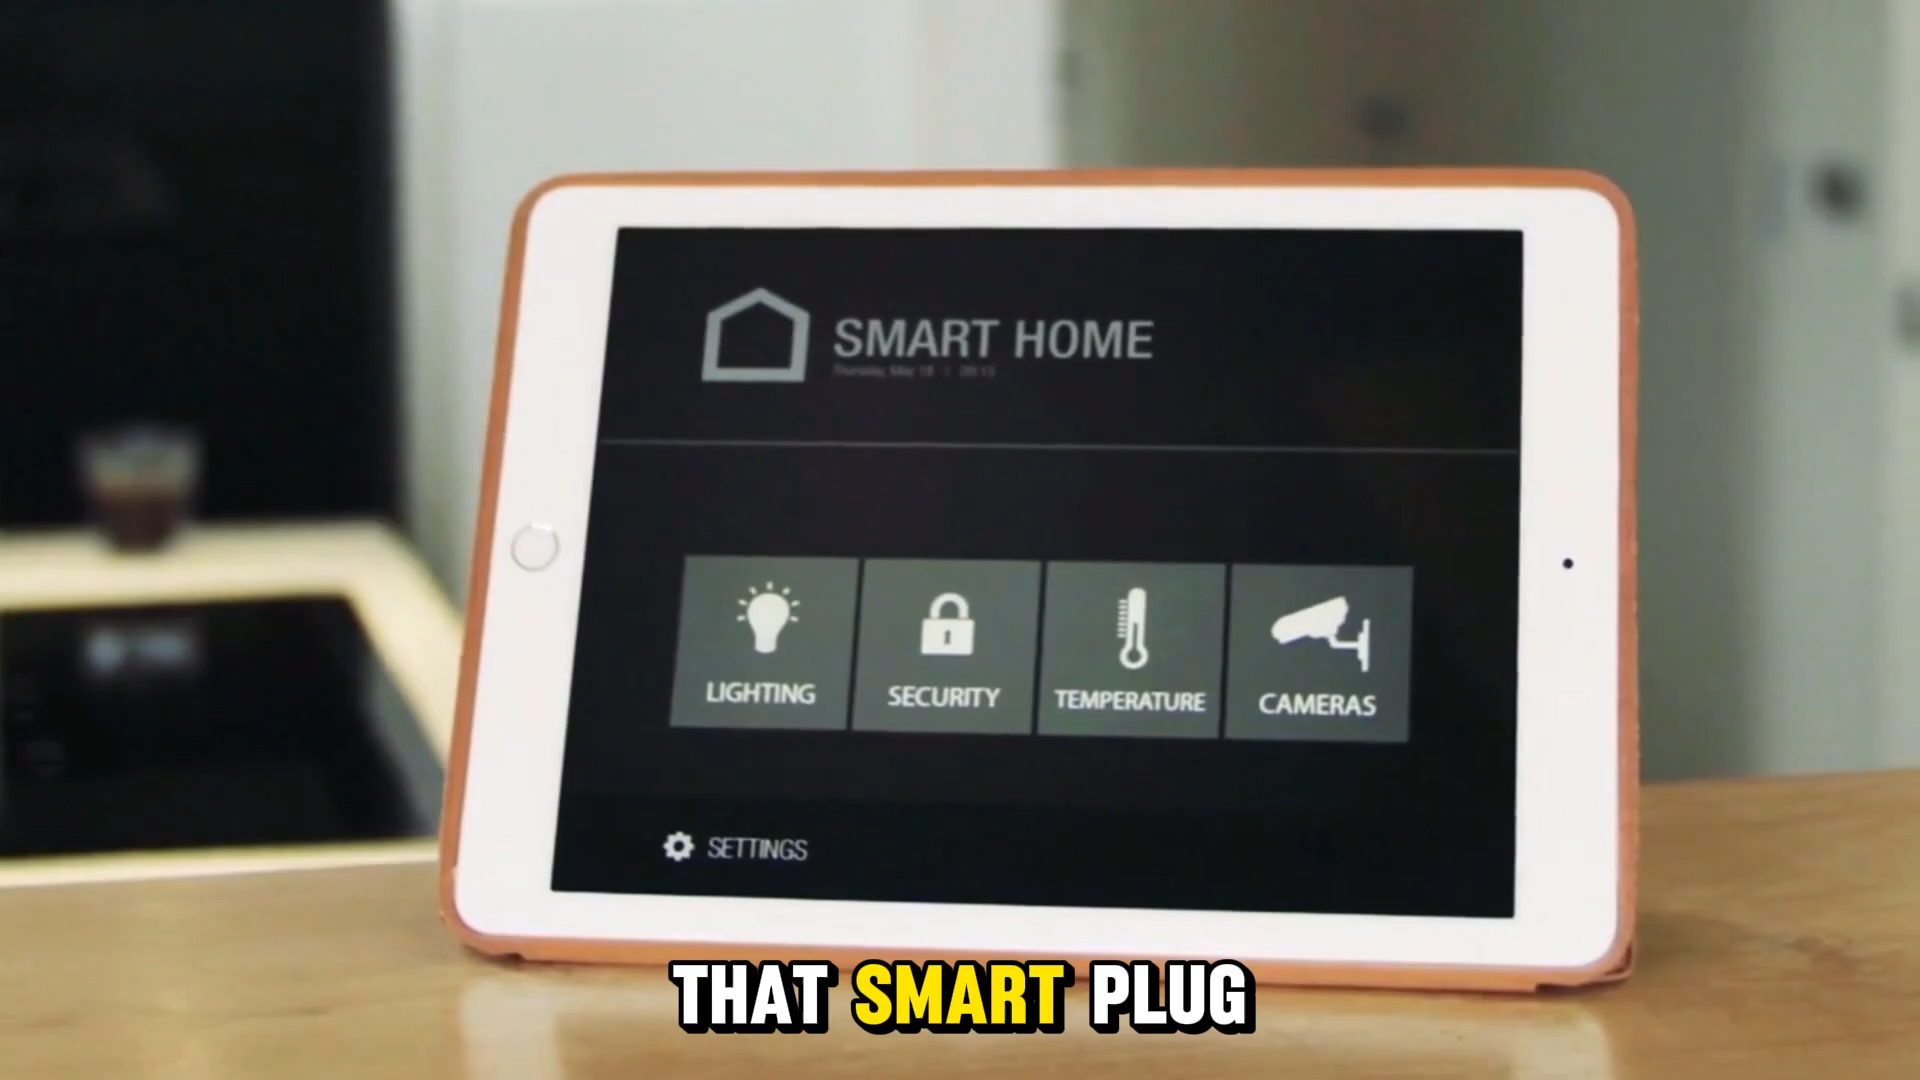 SMART HOME
LIGHTING
SECURITY
TEMPERATURE
CAMERAS
SETTINGS
THAT SMART PLUG